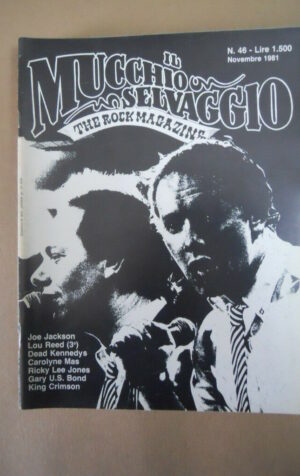 N. 46 - Lire 1.500
Novembre 1981
IL
MUCCHIO
SELVAGGIO
THE ROCK MAGAZINE
Joe Jackson
Lou Reed (3ª)
Dead Kennedys
Carolyne Mas
Ricky Lee Jones
Gary U.S. Bond
King Crimson